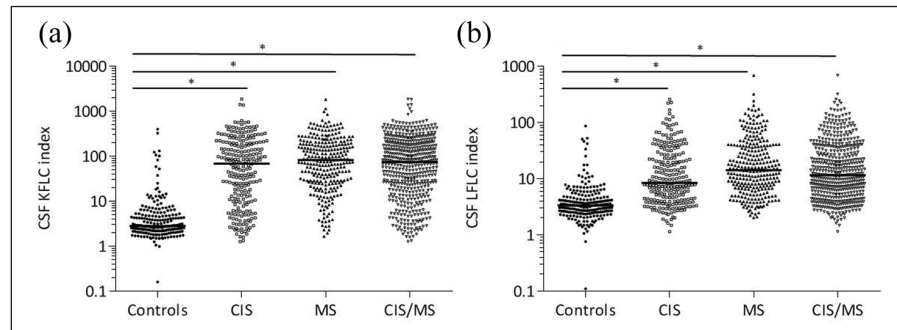 (a)
*
*
*
10000
1000
100
10
1
0.1
CSF KFLC index
Controls CIS MS CIS/MS
(b)
*
*
*
1000
100
10
1
0.1
CSF LFLC index
Controls CIS MS CIS/MS